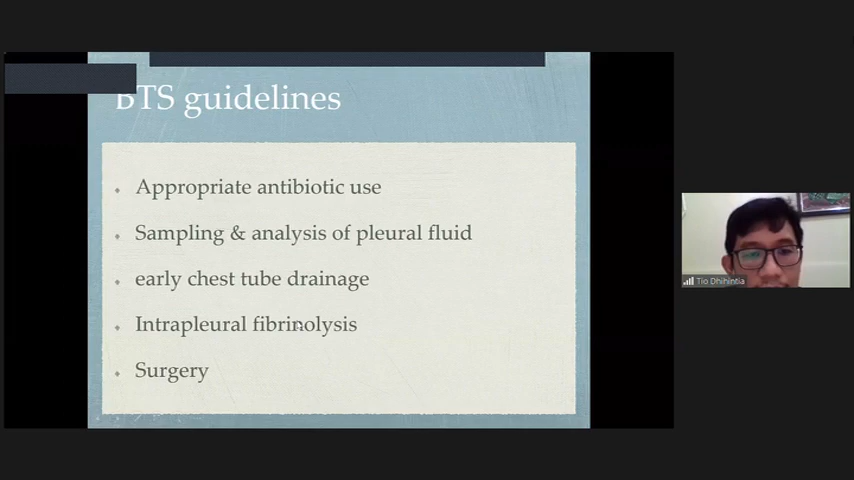 BTS guidelines
Appropriate antibiotic use
Sampling & analysis of pleural fluid
early chest tube drainage
Intrapleural fibrinolysis
Surgery
Tio Dhihintia